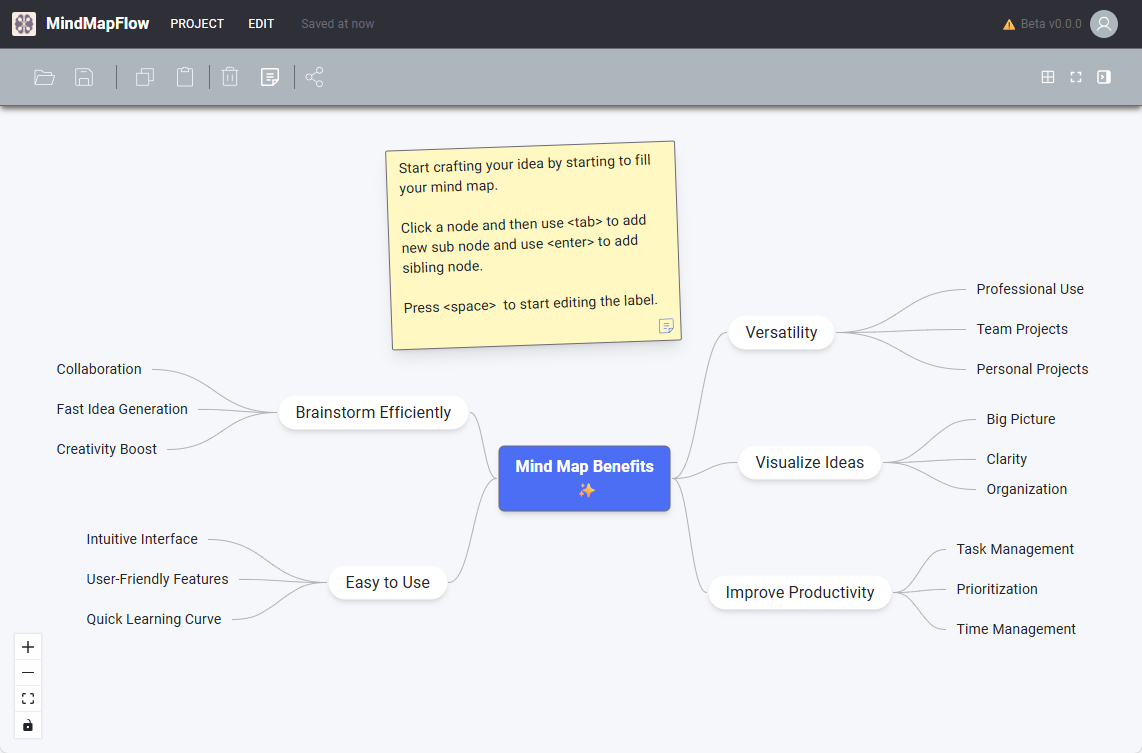 MindMapFlow PROJECT EDIT Saved at now Beta v0.0.0
Start crafting your idea by starting to fill
your mind map.
Click a node and then use <tab> to add
new sub node and use <enter> to add
sibling node.
Press <space>  to start editing the label.
Collaboration
Fast Idea Generation
Creativity Boost
Brainstorm Efficiently
Intuitive Interface
User-Friendly Features
Quick Learning Curve
Easy to Use
Mind Map Benefits
✨
Versatility
Professional Use
Team Projects
Personal Projects
Visualize Ideas
Big Picture
Clarity
Organization
Improve Productivity
Task Management
Prioritization
Time Management